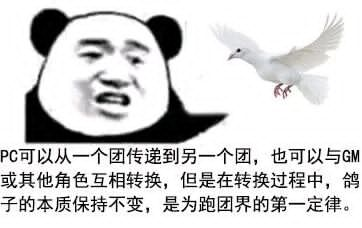 PC可以从一个团传递到另一个团，也可以与GM
或其他角色互相转换，但是在转换过程中，鸽
子的本质保持不变，是为跑团界的第一定律。